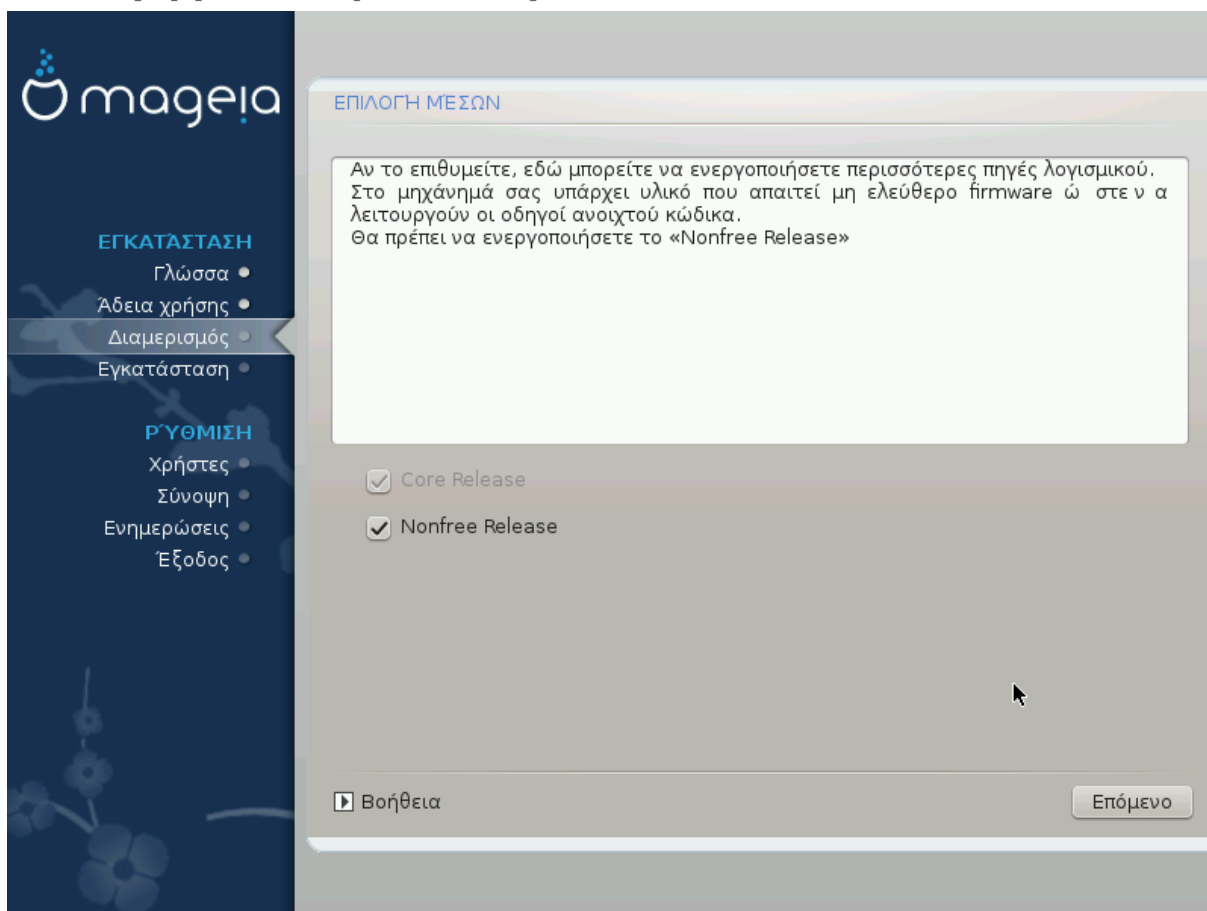 mageia
ΕΠΙΛΟΓΉ ΜΈΣΩΝ
Αν το επιθυμείτε, εδώ μπορείτε να ενεργοποιήσετε περισσότερες πηγές λογισμικού.
Στο μηχάνημά σας υπάρχει υλικό που απαιτεί μη ελεύθερο firmware ώ στε ν α
λειτουργούν οι οδηγοί ανοιχτού κώδικα.
Θα πρέπει να ενεργοποιήσετε το «Nonfree Release»
ΕΓΚΑΤΆΣΤΑΣΗ
Γλώσσα
Άδεια χρήσης
Διαμερισμός
Εγκατάσταση
ΡΎΘΜΙΣΗ
Χρήστες
Σύνοψη
Ενημερώσεις
Έξοδος
Core Release
Nonfree Release
Βοήθεια
Επόμενο